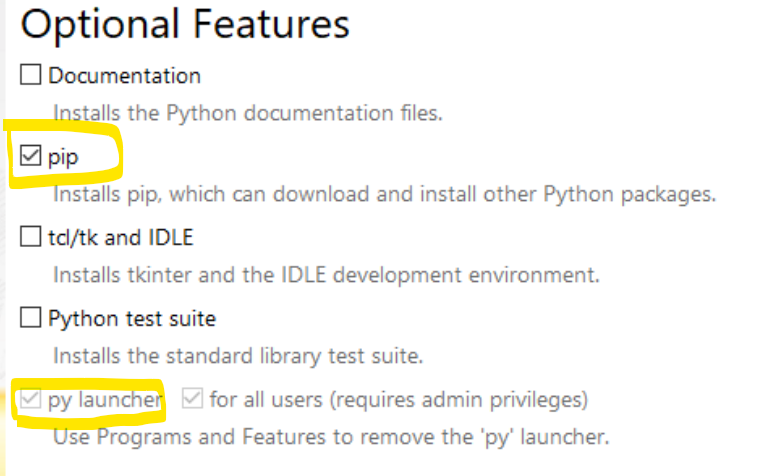 Optional Features
Documentation
Installs the Python documentation files.
pip
Installs pip, which can download and install other Python packages.
tcl/tk and IDLE
Installs tkinter and the IDLE development environment.
Python test suite
Installs the standard library test suite.
py launcher for all users (requires admin privileges)
Use Programs and Features to remove the 'py' launcher.